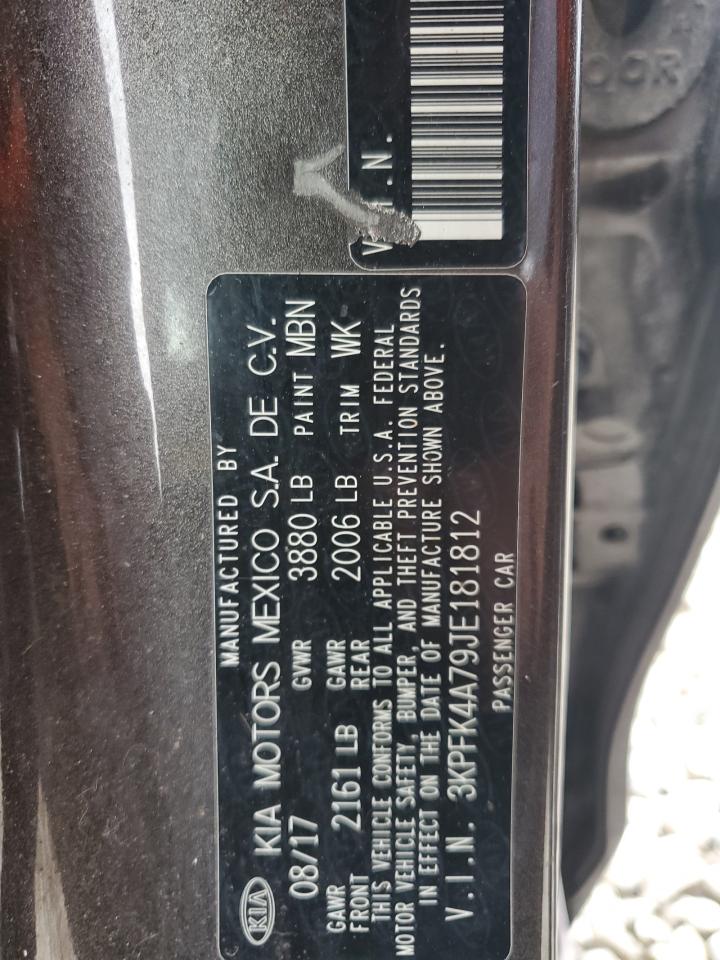 MANUFACTURED BY
KIA KIA MOTORS MEXICO S.A. DE C.V.
08/17 GVWR 3880 LB PAINT MBN
GAWR FRONT 2161 LB GAWR REAR 2006 LB TRIM WK
THIS VEHICLE CONFORMS TO ALL APPLICABLE U.S.A. FEDERAL
MOTOR VEHICLE SAFETY, BUMPER, AND THEFT PREVENTION STANDARDS
IN EFFECT ON THE DATE OF MANUFACTURE SHOWN ABOVE.
V.I.N. 3KPFK4A79JE181812
PASSENGER CAR
V.I.N.
QCR